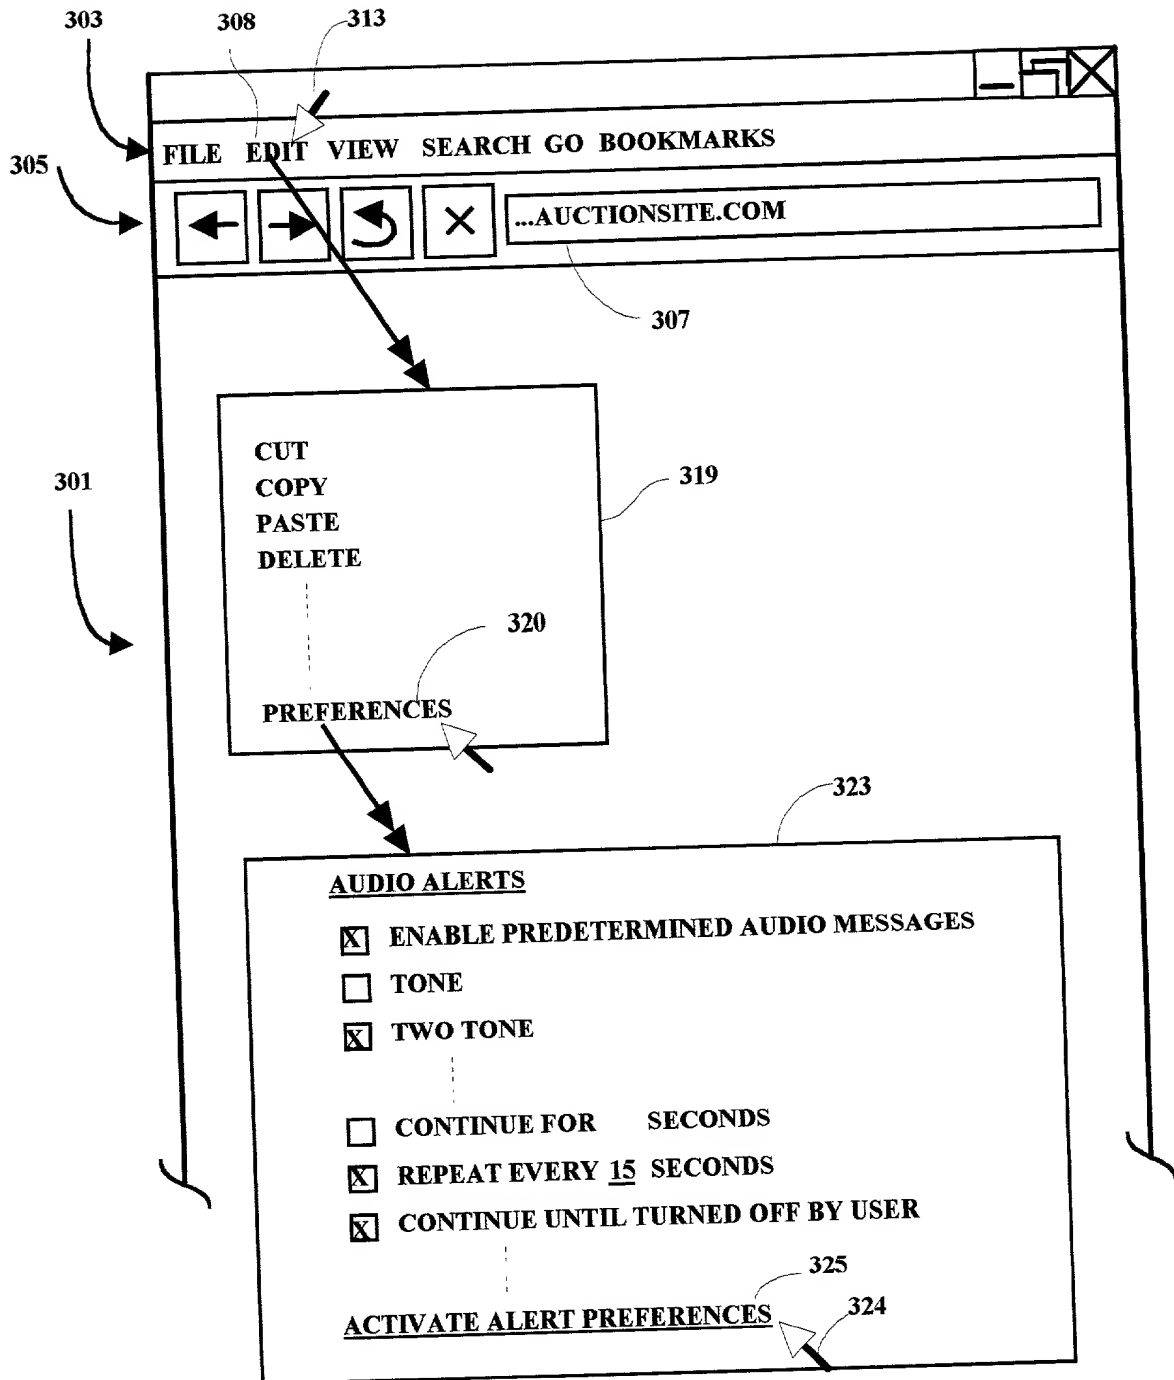 303
308
313
FILE EDIT VIEW SEARCH GO BOOKMARKS
305
...AUCTIONSITE.COM
307
CUT
COPY
PASTE
DELETE
319
301
320
PREFERENCES
323
AUDIO ALERTS
X ENABLE PREDETERMINED AUDIO MESSAGES
TONE
X TWO TONE
CONTINUE FOR SECONDS
X REPEAT EVERY 15 SECONDS
X CONTINUE UNTIL TURNED OFF BY USER
325
ACTIVATE ALERT PREFERENCES
324